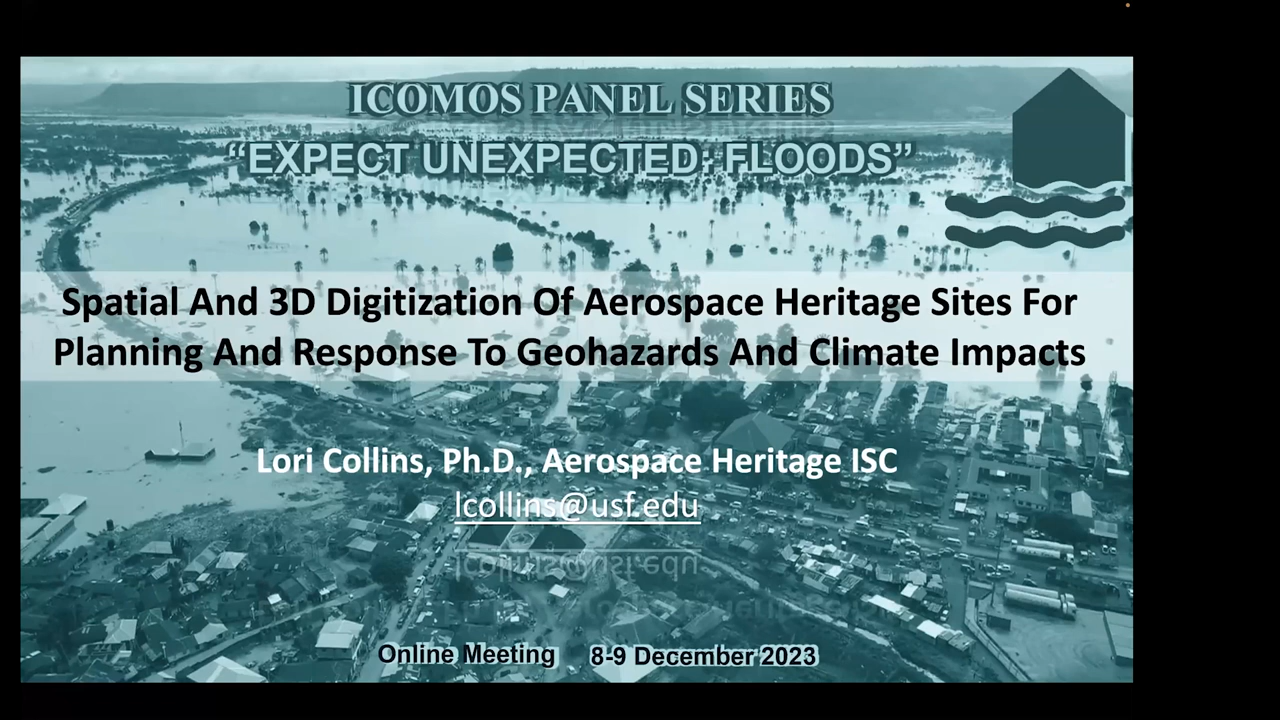 ICOMOS PANEL SERIES
“EXPECT UNEXPECTED: FLOODS”
Spatial And 3D Digitization Of Aerospace Heritage Sites For
Planning And Response To Geohazards And Climate Impacts
Lori Collins, Ph.D., Aerospace Heritage ISC
lcollins@usf.edu
Online Meeting 8-9 December 2023